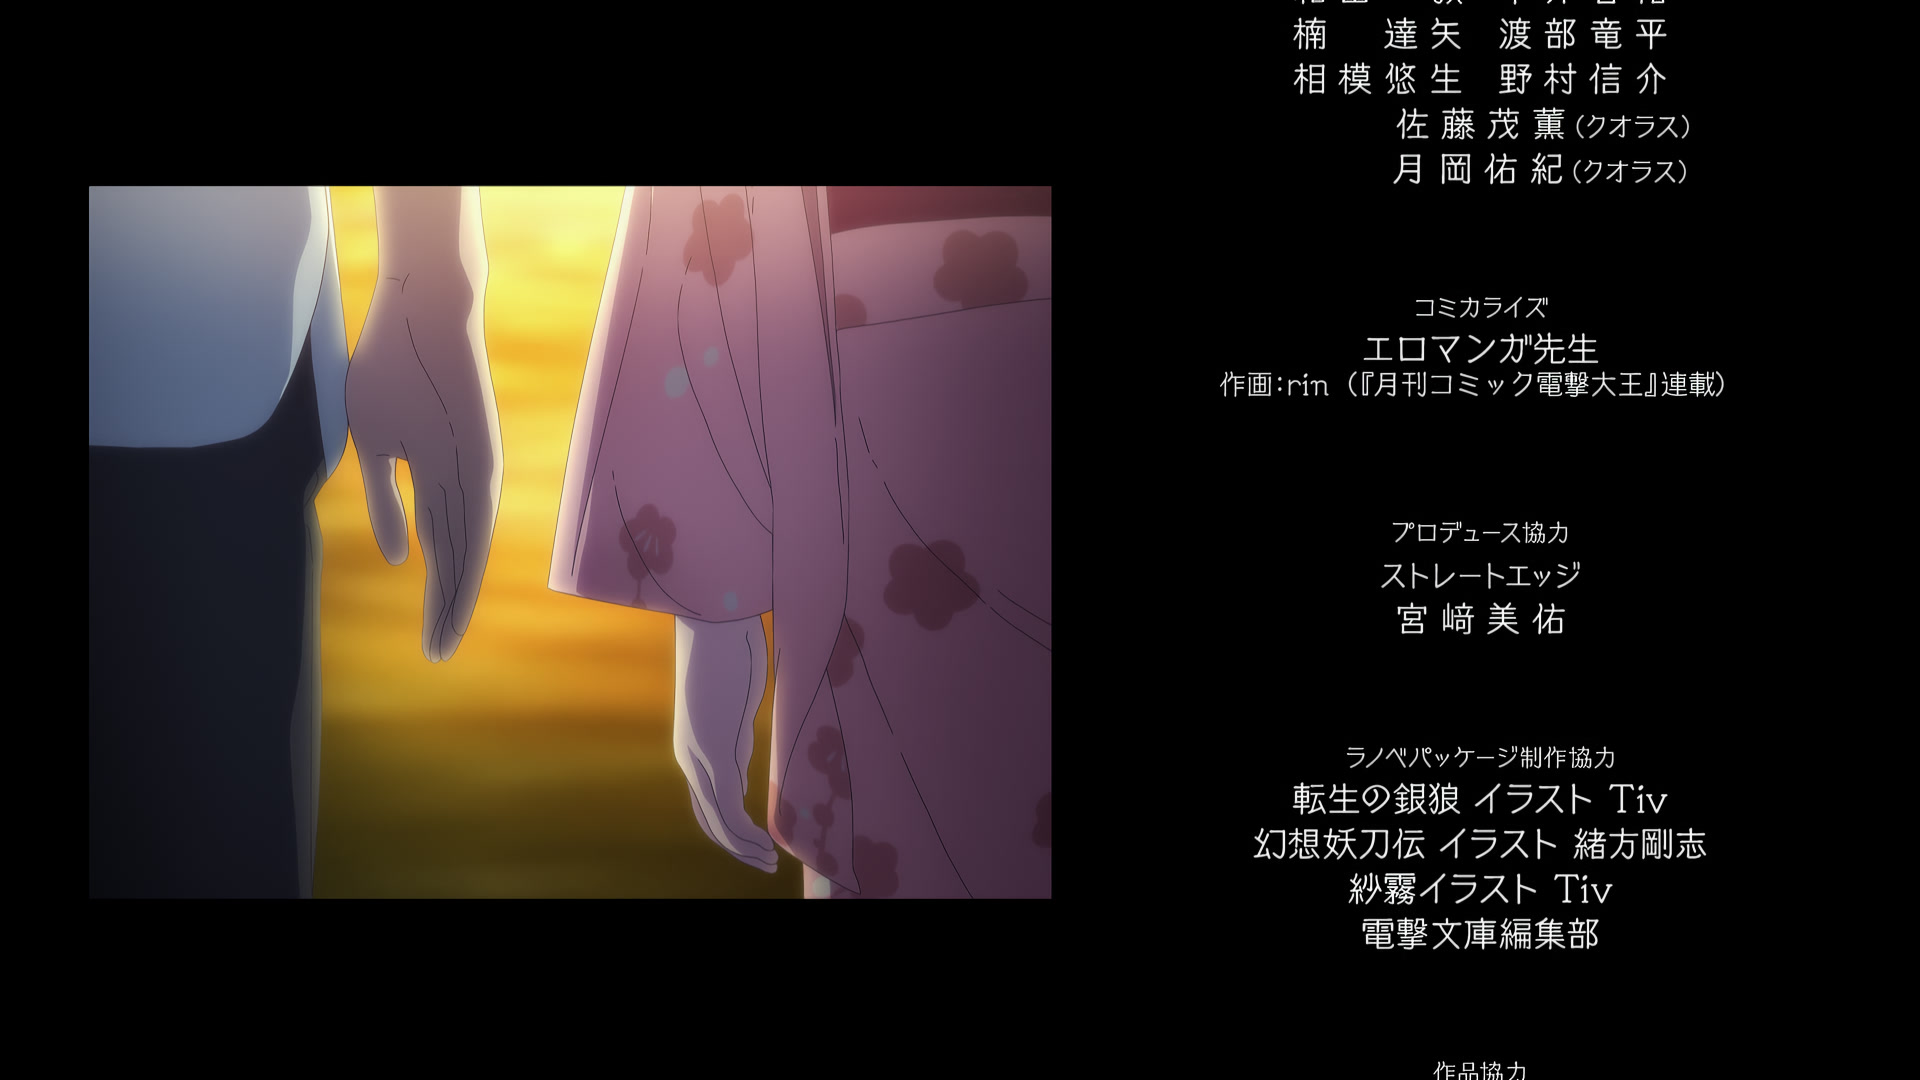 楠　達矢　渡部竜平
相模悠生　野村信介
佐藤茂薫(クオラス)
月岡佑紀(クオラス)
コミカライズ
エロマンガ先生
作画:rin（『月刊コミック電撃大王』連載）
プロデュース協力
ストレートエッジ
宮﨑美佑
ラノベパッケージ制作協力
転生の銀狼 イラスト Tiv
幻想妖刀伝 イラスト 緒方剛志
紗霧イラスト Tiv
電撃文庫編集部
作品協力